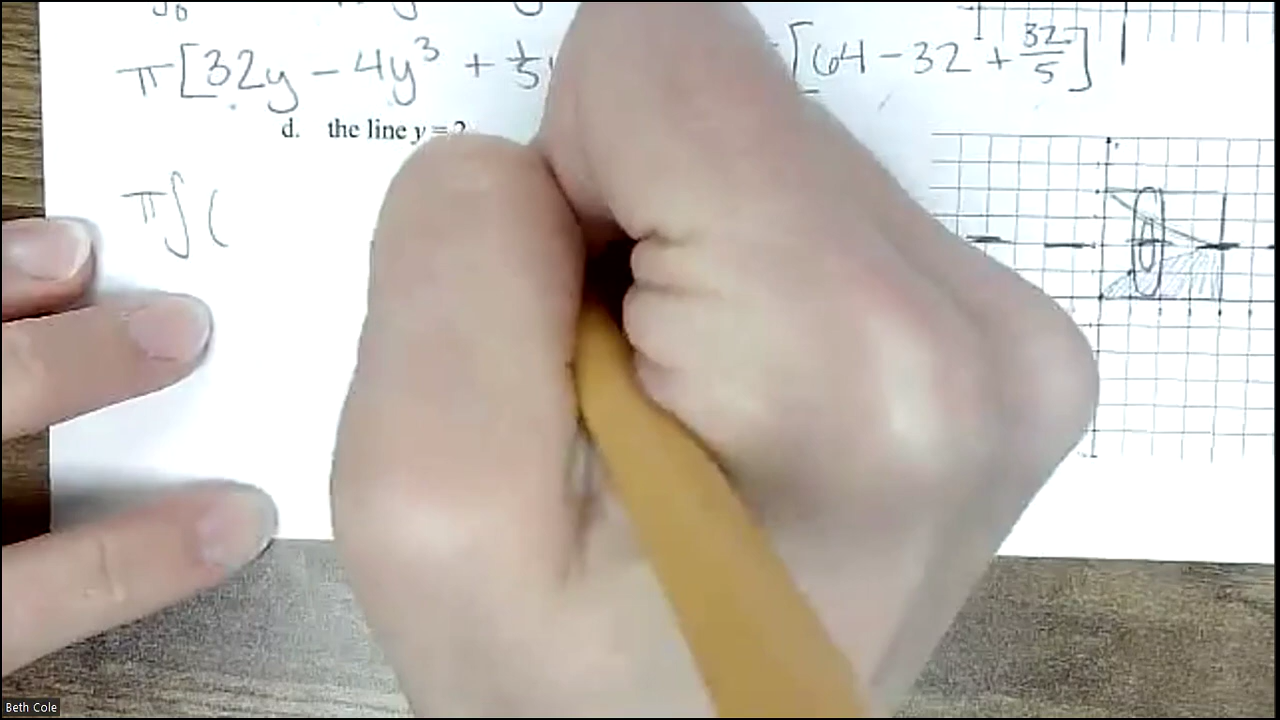 π[32y − 4y³ + 1/5 [64 − 32 + 32/5]
d. the line y = 2
π∫(
Beth Cole